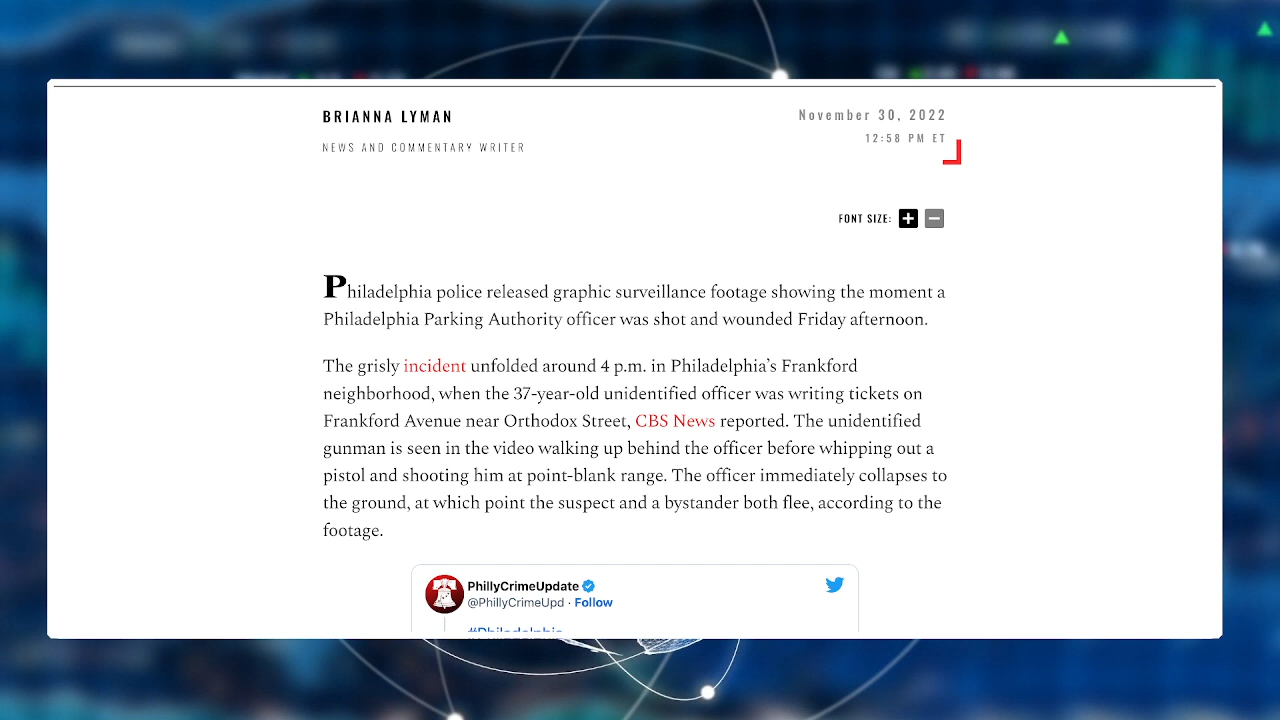 BRIANNA LYMAN
NEWS AND COMMENTARY WRITER
November 30, 2022
12:58 PM ET
FONT SIZE:
Philadelphia police released graphic surveillance footage showing the moment a
Philadelphia Parking Authority officer was shot and wounded Friday afternoon.
The grisly incident unfolded around 4 p.m. in Philadelphia’s Frankford
neighborhood, when the 37-year-old unidentified officer was writing tickets on
Frankford Avenue near Orthodox Street, CBS News reported. The unidentified
gunman is seen in the video walking up behind the officer before whipping out a
pistol and shooting him at point-blank range. The officer immediately collapses to
the ground, at which point the suspect and a bystander both flee, according to the
footage.
PhillyCrimeUpdate
@PhillyCrimeUpd · Follow
#Philadelphia